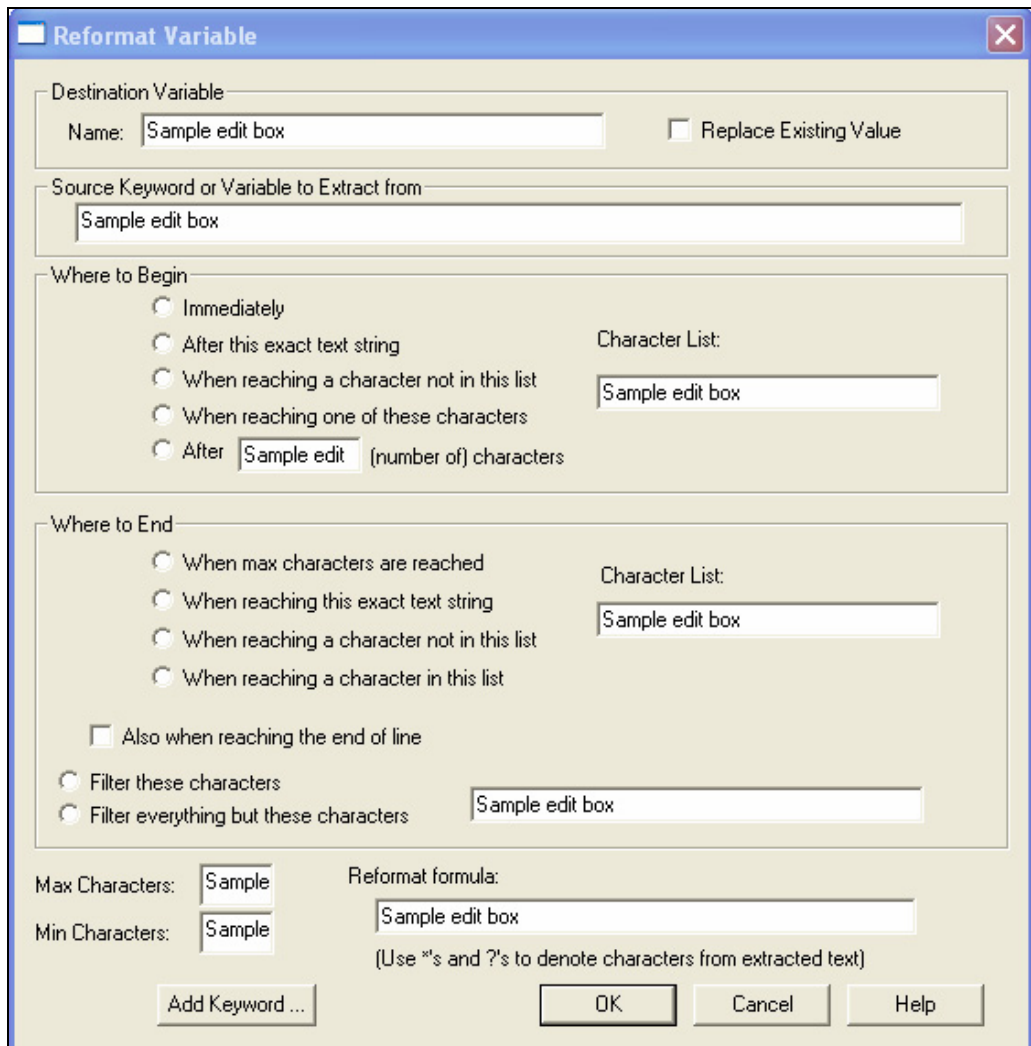 Reformat Variable
Destination Variable
Name: Sample edit box Replace Existing Value
Source Keyword or Variable to Extract from
Sample edit box
Where to Begin
Immediately
After this exact text string
When reaching a character not in this list
When reaching one of these characters
After Sample edit (number of) characters
Character List:
Sample edit box
Where to End
When max characters are reached
When reaching this exact text string
When reaching a character not in this list
When reaching a character in this list
Character List:
Sample edit box
Also when reaching the end of line
Filter these characters
Filter everything but these characters
Sample edit box
Max Characters: Sample
Min Characters: Sample
Reformat formula:
Sample edit box
(Use *'s and ?'s to denote characters from extracted text)
Add Keyword ... OK Cancel Help